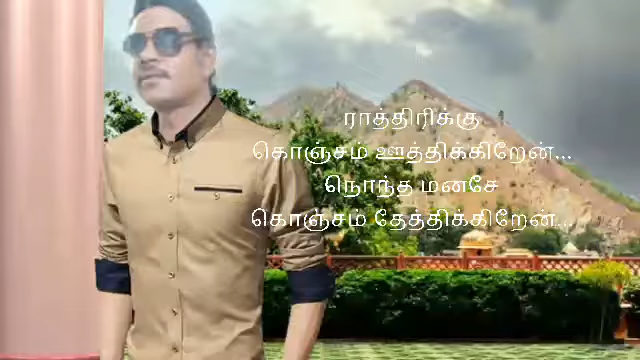 ராத்திரிக்கு
கொஞ்சம் ஊத்திக்கிறேன்...
நொந்த மனசே
கொஞ்சம் தேத்திக்கிறேன்...